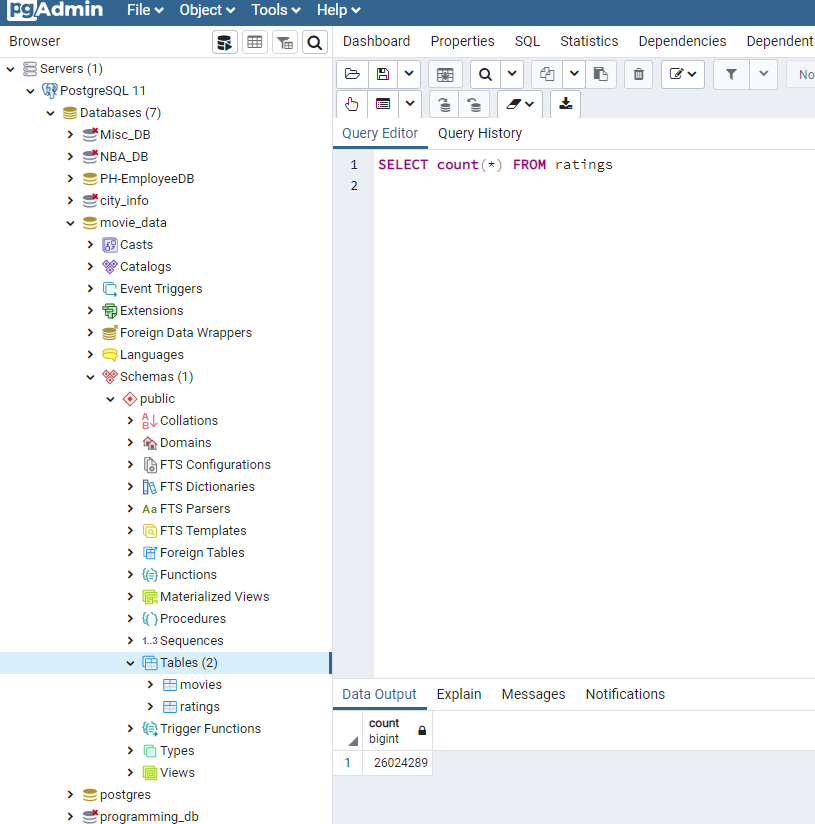 pgAdmin File Object Tools Help
Browser
Dashboard Properties SQL Statistics Dependencies Dependent
No
Query Editor Query History
1 SELECT count(*) FROM ratings
2
Servers (1)
PostgreSQL 11
Databases (7)
Misc_DB
NBA_DB
PH-EmployeeDB
city_info
movie_data
Casts
Catalogs
Event Triggers
Extensions
Foreign Data Wrappers
Languages
Schemas (1)
public
Collations
Domains
FTS Configurations
FTS Dictionaries
Aa FTS Parsers
FTS Templates
Foreign Tables
Functions
Materialized Views
Procedures
1..3 Sequences
Tables (2)
movies
ratings
Trigger Functions
Types
Views
postgres
programming_db
Data Output Explain Messages Notifications
count
bigint
1 26024289